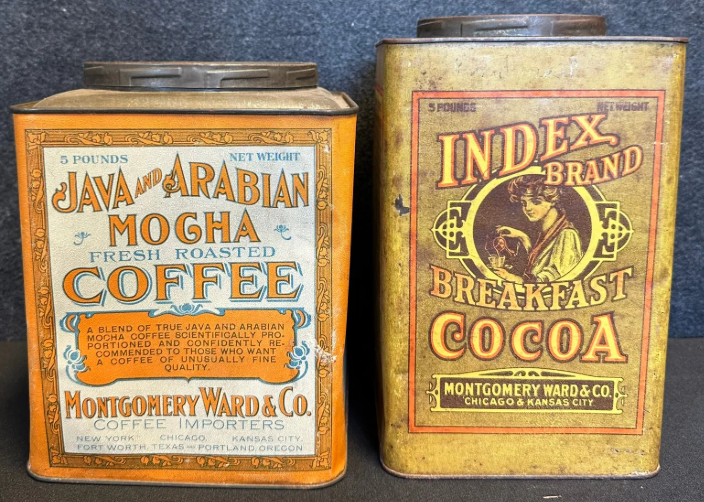 5 POUNDS NET WEIGHT
JAVA AND ARABIAN
MOCHA
FRESH ROASTED
COFFEE
A BLEND OF TRUE JAVA AND ARABIAN
MOCHA COFFEE SCIENTIFICALLY PRO-
PORTIONED AND CONFIDENTLY RE-
COMMENDED TO THOSE WHO WANT
A COFFEE OF UNUSUALLY FINE
QUALITY.
MONTGOMERY WARD & CO.
COFFEE IMPORTERS
NEW YORK. CHICAGO. KANSAS CITY.
FORT WORTH, TEXAS AND PORTLAND, OREGON
5 POUNDS NET WEIGHT
INDEX
BRAND
BREAKFAST
COCOA
MONTGOMERY WARD & CO.
CHICAGO & KANSAS CITY